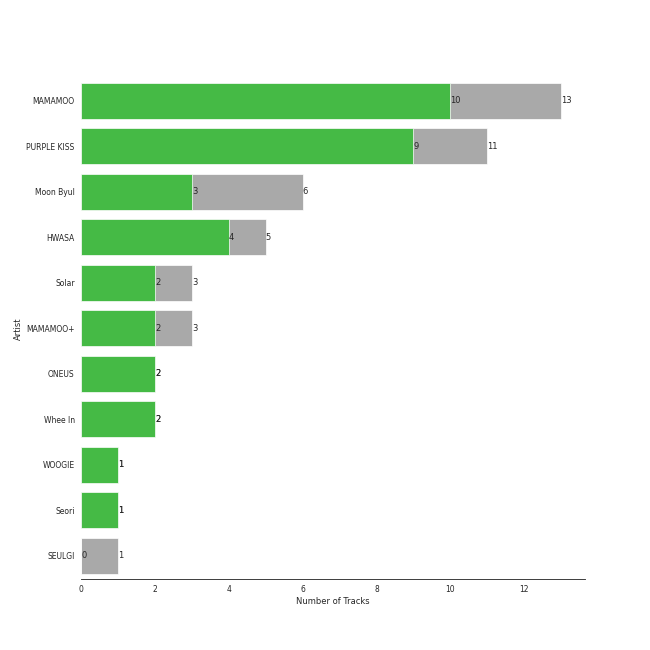 MAMAMOO 10 13
PURPLE KISS 9 11
Moon Byul 3 6
HWASA 4 5
Solar 2 3
MAMAMOO+ 2 3
ONEUS 2
Whee In 2
WOOGIE 1
Seori 1
SEULGI 0 1
Artist
0 2 4 6 8 10 12
Number of Tracks